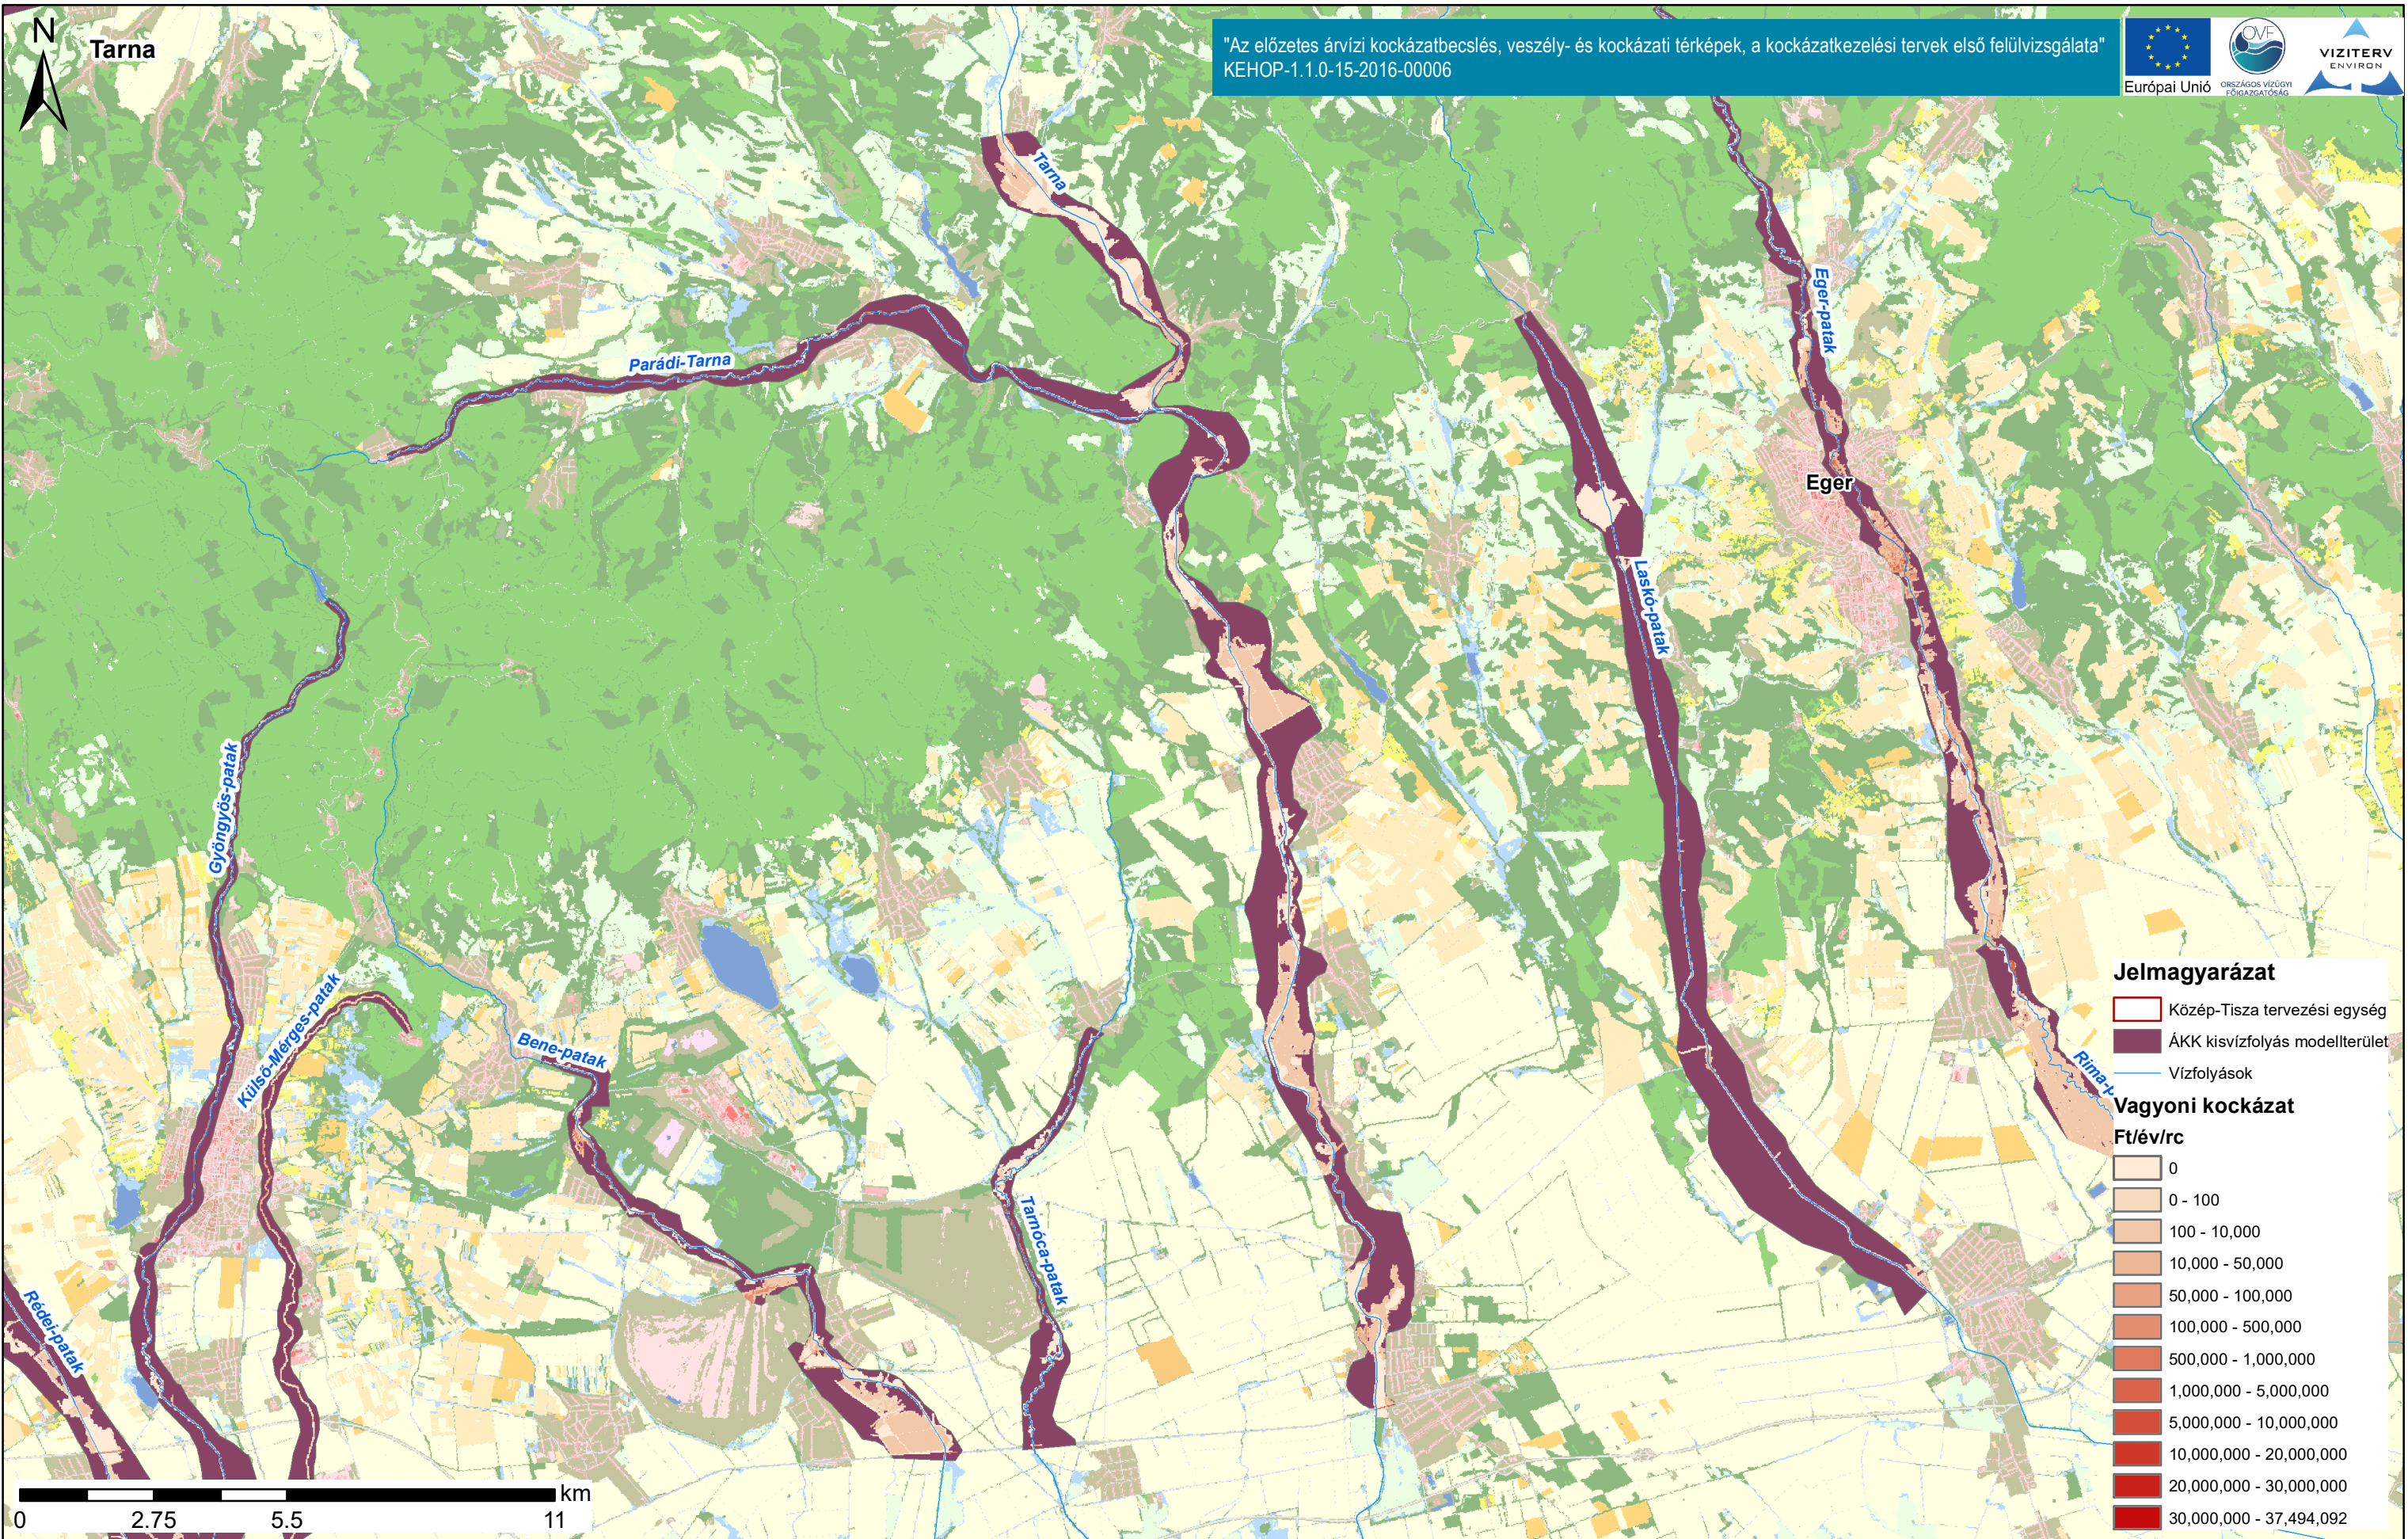 N
Tarna
"Az előzetes árvízi kockázatbecslés, veszély- és kockázati térképek, a kockázatkezelési tervek első felülvizsgálata"
KEHOP-1.1.0-15-2016-00006
Európai Unió
OVF
ORSZÁGOS VÍZÜGYI
FŐIGAZGATÓSÁG
VIZITERV
ENVIRON
Tarna
Eger-patak
Parádi-Tarna
Eger
Laskó-patak
Gyöngyös-patak
Külső-Mérges-patak
Bene-patak
Tarnóca-patak
Rédei-patak
Rima-
Jelmagyarázat
Közép-Tisza tervezési egység
ÁKK kisvízfolyás modellterület
Vízfolyások
Vagyoni kockázat
Ft/év/rc
0
0 - 100
100 - 10,000
10,000 - 50,000
50,000 - 100,000
100,000 - 500,000
500,000 - 1,000,000
1,000,000 - 5,000,000
5,000,000 - 10,000,000
10,000,000 - 20,000,000
20,000,000 - 30,000,000
30,000,000 - 37,494,092
km
0 2.75 5.5 11